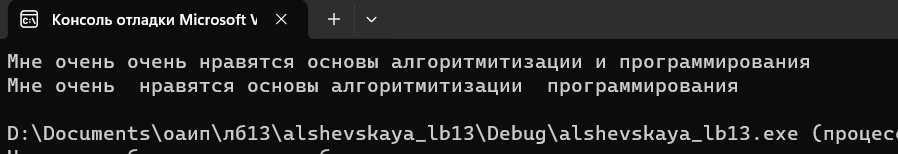 Консоль отладки Microsoft V
Мне очень очень нравятся основы алгоритмитизации и программирования
Мне очень  нравятся основы алгоритмитизации  программирования
D:\Documents\оаип\лб13\alshevskaya_lb13\Debug\alshevskaya_lb13.exe (процесс